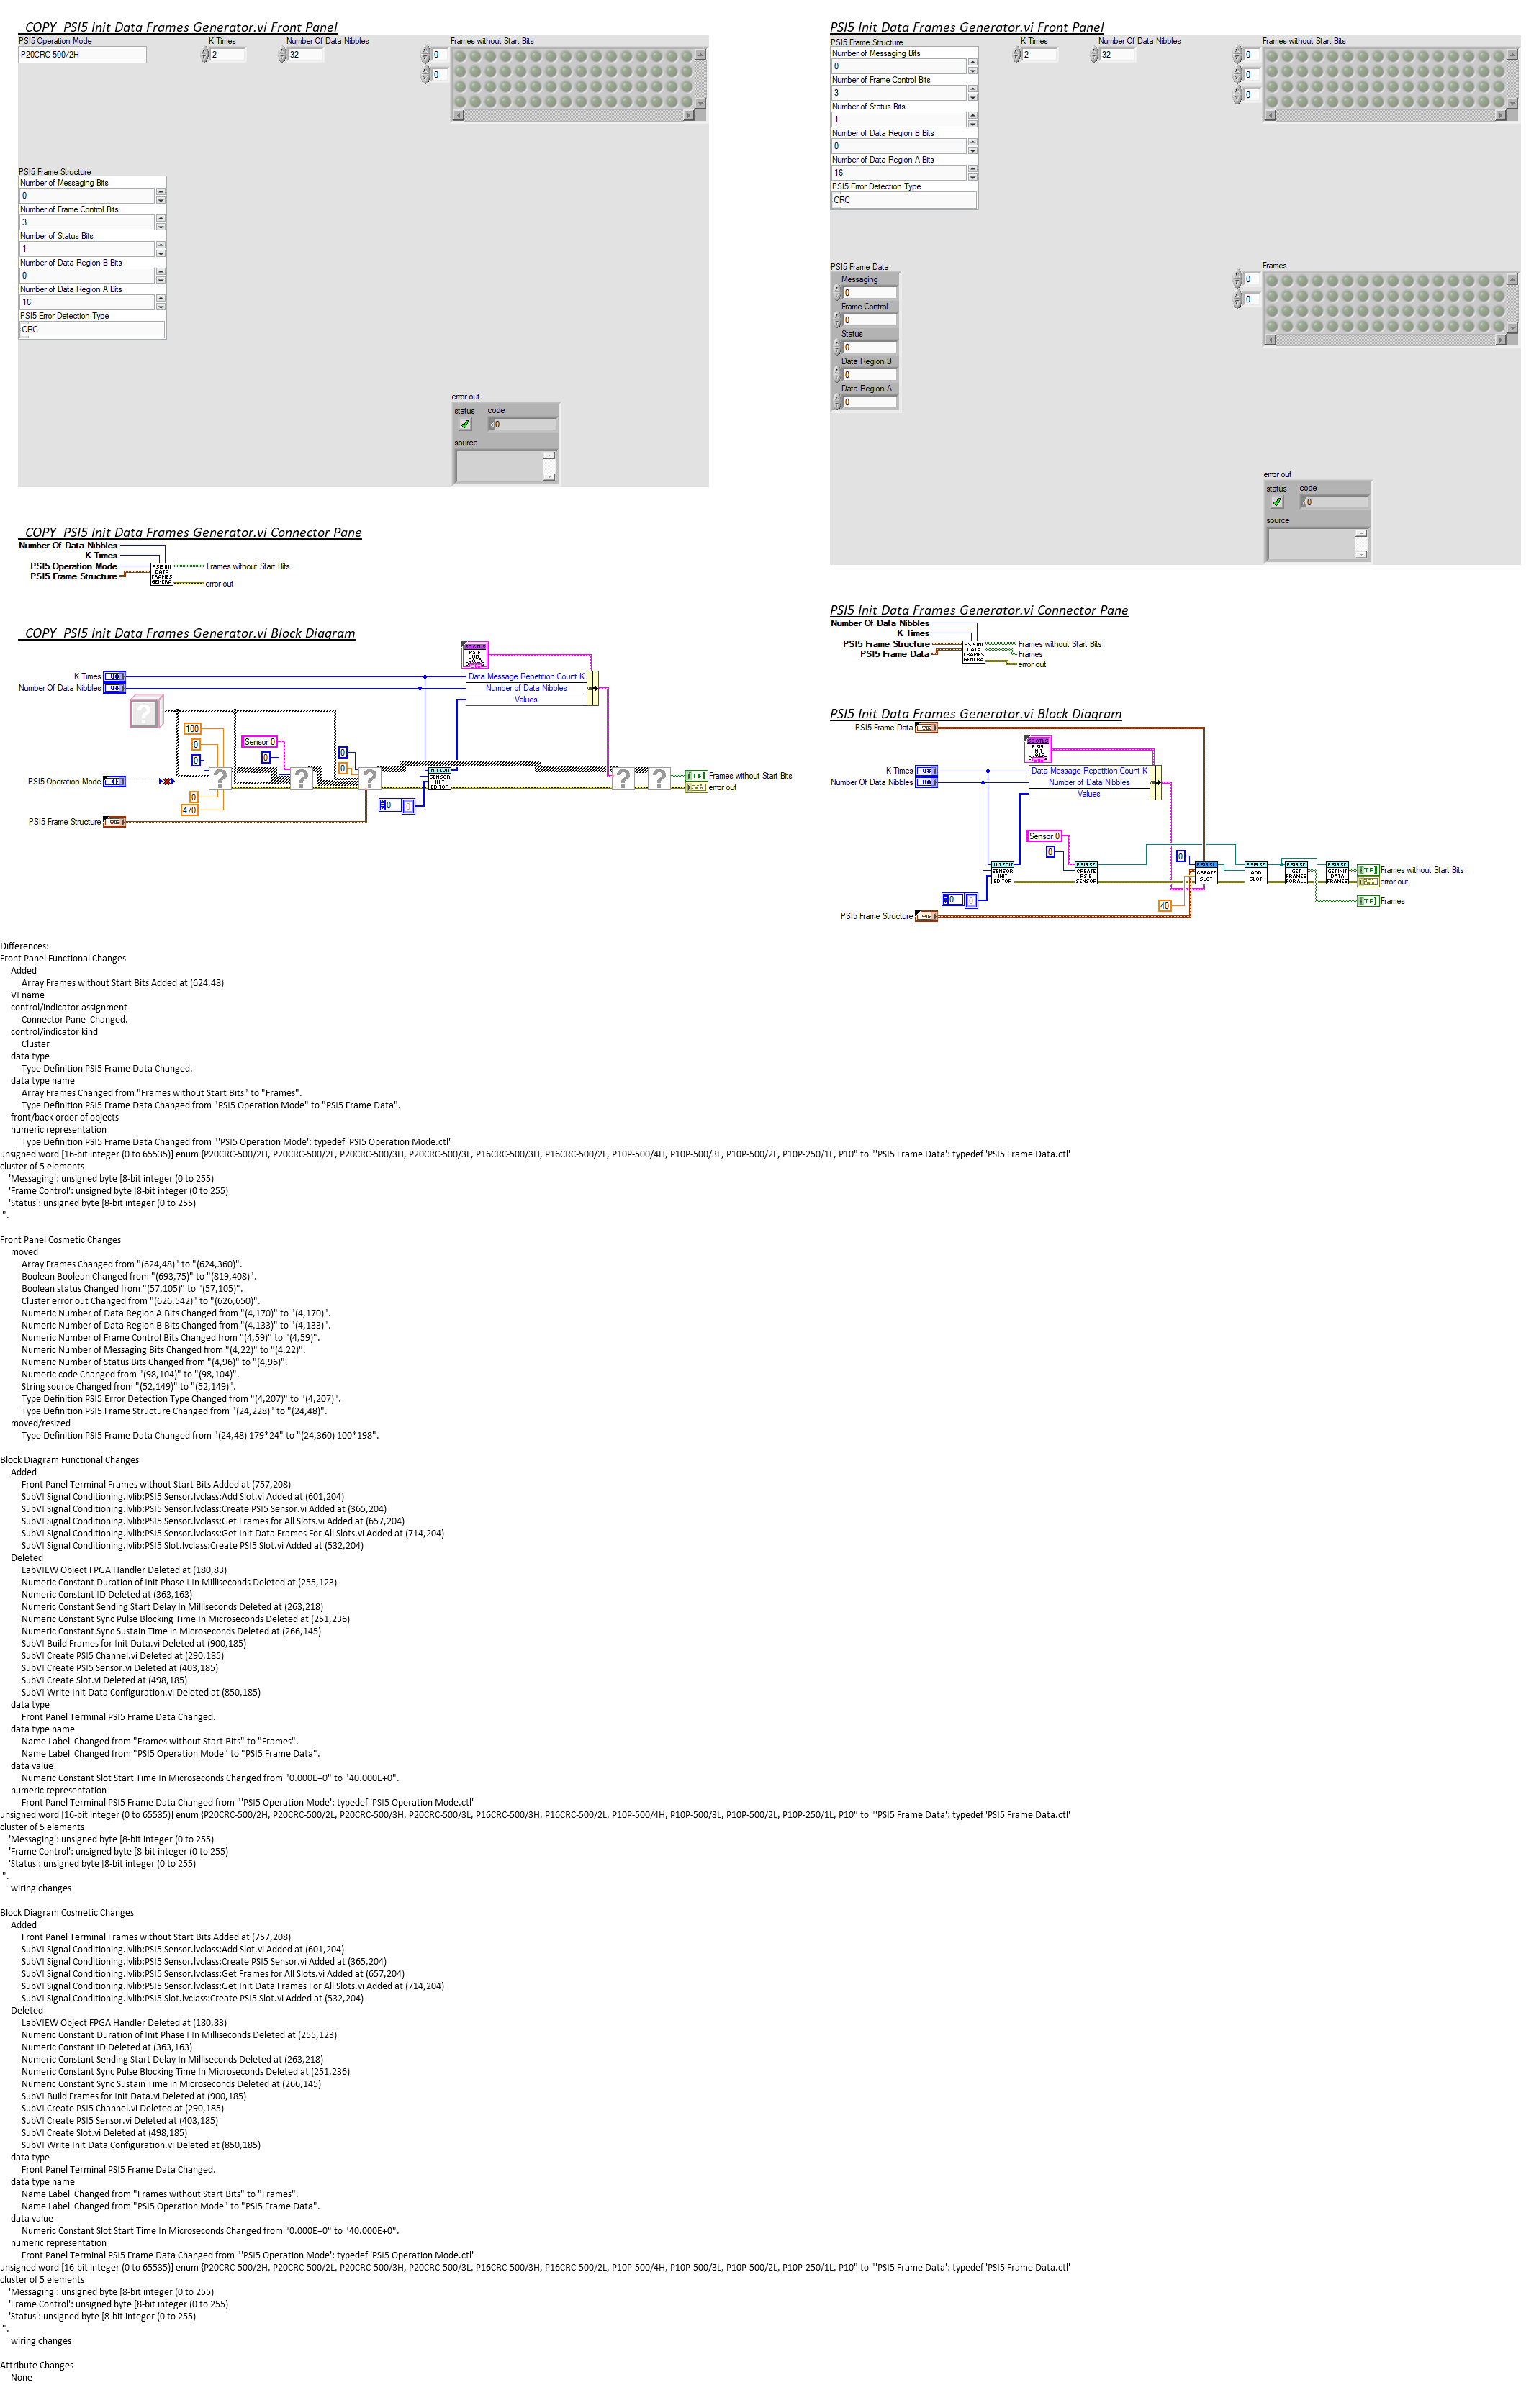 COPY PSI5 Init Data Frames Generator.vi Front Panel
PSI5 Operation Mode
K Times
Number Of Data Nibbles
Frames without Start Bits
P20CRC-500/2H
2
32
0
0
PSI5 Frame Structure
Number of Messaging Bits
0
Number of Frame Control Bits
3
Number of Status Bits
1
Number of Data Region B Bits
0
Number of Data Region A Bits
16
PSI5 Error Detection Type
CRC
error out
status
code
0
source
COPY PSI5 Init Data Frames Generator.vi Connector Pane
Number Of Data Nibbles
K Times
PSI5 Operation Mode
PSI5 Frame Structure
PSI5 INI
DATA
FRAMES
GENERA
Frames without Start Bits
error out
COPY PSI5 Init Data Frames Generator.vi Block Diagram
PSI5
INIT
DATA
K Times
U8
Data Message Repetition Count K
Number Of Data Nibbles
U8
Number of Data Nibbles
Values
?
100
0
0
Sensor 0
0
0
0
PSI5 Operation Mode
? ? ?
INIT EDIT
SENSOR
INIT
EDITOR
? ?
TF
Frames without Start Bits
error out
0
470
0
0
PSI5 Frame Structure
PSI5 Init Data Frames Generator.vi Front Panel
PSI5 Frame Structure
K Times
Number Of Data Nibbles
Frames without Start Bits
Number of Messaging Bits
0
2
32
0
0
0
Number of Frame Control Bits
3
Number of Status Bits
1
Number of Data Region B Bits
0
Number of Data Region A Bits
16
PSI5 Error Detection Type
CRC
PSI5 Frame Data
Messaging
0
Frame Control
0
Status
0
Data Region B
0
Data Region A
0
Frames
0
0
error out
status
code
0
source
PSI5 Init Data Frames Generator.vi Connector Pane
Number Of Data Nibbles
K Times
PSI5 Frame Structure
PSI5 Frame Data
PSI5 INI
DATA
FRAMES
GENERA
Frames without Start Bits
Frames
error out
PSI5 Init Data Frames Generator.vi Block Diagram
PSI5 Frame Data
PSI5
INIT
DATA
K Times
U8
Data Message Repetition Count K
Number Of Data Nibbles
U8
Number of Data Nibbles
Values
Sensor 0
0
0
INIT EDIT
SENSOR
INIT
EDITOR
PSI5 SE
CREATE
PSI5
SENSOR
PSI5 SL
CREATE
SLOT
PSI5 SE
ADD
SLOT
PSI5 SE
GET
FRAMES
FOR ALL
PSI5 SE
GET INIT
DATA
FRAMES
TF
Frames without Start Bits
error out
0
0
40
TF
Frames
PSI5 Frame Structure
Differences:
Front Panel Functional Changes
Added
Array Frames without Start Bits Added at (624,48)
VI name
control/indicator assignment
Connector Pane  Changed.
control/indicator kind
Cluster
data type
Type Definition PSI5 Frame Data Changed.
data type name
Array Frames Changed from "Frames without Start Bits" to "Frames".
Type Definition PSI5 Frame Data Changed from "PSI5 Operation Mode" to "PSI5 Frame Data".
front/back order of objects
numeric representation
Type Definition PSI5 Frame Data Changed from "'PSI5 Operation Mode': typedef 'PSI5 Operation Mode.ctl'
unsigned word [16-bit integer (0 to 65535)] enum {P20CRC-500/2H, P20CRC-500/2L, P20CRC-500/3H, P20CRC-500/3L, P16CRC-500/3H, P16CRC-500/2L, P10P-500/4H, P10P-500/3L, P10P-500/2L, P10P-250/1L, P10" to "'PSI5 Frame Data': typedef 'PSI5 Frame Data.ctl'
cluster of 5 elements
'Messaging': unsigned byte [8-bit integer (0 to 255)
'Frame Control': unsigned byte [8-bit integer (0 to 255)
'Status': unsigned byte [8-bit integer (0 to 255)
".
Front Panel Cosmetic Changes
moved
Array Frames Changed from "(624,48)" to "(624,360)".
Boolean Boolean Changed from "(693,75)" to "(819,408)".
Boolean status Changed from "(57,105)" to "(57,105)".
Cluster error out Changed from "(626,542)" to "(626,650)".
Numeric Number of Data Region A Bits Changed from "(4,170)" to "(4,170)".
Numeric Number of Data Region B Bits Changed from "(4,133)" to "(4,133)".
Numeric Number of Frame Control Bits Changed from "(4,59)" to "(4,59)".
Numeric Number of Messaging Bits Changed from "(4,22)" to "(4,22)".
Numeric Number of Status Bits Changed from "(4,96)" to "(4,96)".
Numeric code Changed from "(98,104)" to "(98,104)".
String source Changed from "(52,149)" to "(52,149)".
Type Definition PSI5 Error Detection Type Changed from "(4,207)" to "(4,207)".
Type Definition PSI5 Frame Structure Changed from "(24,228)" to "(24,48)".
moved/resized
Type Definition PSI5 Frame Data Changed from "(24,48) 179*24" to "(24,360) 100*198".
Block Diagram Functional Changes
Added
Front Panel Terminal Frames without Start Bits Added at (757,208)
SubVI Signal Conditioning.lvlib:PSI5 Sensor.lvclass:Add Slot.vi Added at (601,204)
SubVI Signal Conditioning.lvlib:PSI5 Sensor.lvclass:Create PSI5 Sensor.vi Added at (365,204)
SubVI Signal Conditioning.lvlib:PSI5 Sensor.lvclass:Get Frames for All Slots.vi Added at (657,204)
SubVI Signal Conditioning.lvlib:PSI5 Sensor.lvclass:Get Init Data Frames For All Slots.vi Added at (714,204)
SubVI Signal Conditioning.lvlib:PSI5 Slot.lvclass:Create PSI5 Slot.vi Added at (532,204)
Deleted
LabVIEW Object FPGA Handler Deleted at (180,83)
Numeric Constant Duration of Init Phase I In Milliseconds Deleted at (255,123)
Numeric Constant ID Deleted at (363,163)
Numeric Constant Sending Start Delay In Milliseconds Deleted at (263,218)
Numeric Constant Sync Pulse Blocking Time In Microseconds Deleted at (251,236)
Numeric Constant Sync Sustain Time in Microseconds Deleted at (266,145)
SubVI Build Frames for Init Data.vi Deleted at (900,185)
SubVI Create PSI5 Channel.vi Deleted at (290,185)
SubVI Create PSI5 Sensor.vi Deleted at (403,185)
SubVI Create Slot.vi Deleted at (498,185)
SubVI Write Init Data Configuration.vi Deleted at (850,185)
data type
Front Panel Terminal PSI5 Frame Data Changed.
data type name
Name Label  Changed from "Frames without Start Bits" to "Frames".
Name Label  Changed from "PSI5 Operation Mode" to "PSI5 Frame Data".
data value
Numeric Constant Slot Start Time In Microseconds Changed from "0.000E+0" to "40.000E+0".
numeric representation
Front Panel Terminal PSI5 Frame Data Changed from "'PSI5 Operation Mode': typedef 'PSI5 Operation Mode.ctl'
unsigned word [16-bit integer (0 to 65535)] enum {P20CRC-500/2H, P20CRC-500/2L, P20CRC-500/3H, P20CRC-500/3L, P16CRC-500/3H, P16CRC-500/2L, P10P-500/4H, P10P-500/3L, P10P-500/2L, P10P-250/1L, P10" to "'PSI5 Frame Data': typedef 'PSI5 Frame Data.ctl'
cluster of 5 elements
'Messaging': unsigned byte [8-bit integer (0 to 255)
'Frame Control': unsigned byte [8-bit integer (0 to 255)
'Status': unsigned byte [8-bit integer (0 to 255)
".
wiring changes
Block Diagram Cosmetic Changes
Added
Front Panel Terminal Frames without Start Bits Added at (757,208)
SubVI Signal Conditioning.lvlib:PSI5 Sensor.lvclass:Add Slot.vi Added at (601,204)
SubVI Signal Conditioning.lvlib:PSI5 Sensor.lvclass:Create PSI5 Sensor.vi Added at (365,204)
SubVI Signal Conditioning.lvlib:PSI5 Sensor.lvclass:Get Frames for All Slots.vi Added at (657,204)
SubVI Signal Conditioning.lvlib:PSI5 Sensor.lvclass:Get Init Data Frames For All Slots.vi Added at (714,204)
SubVI Signal Conditioning.lvlib:PSI5 Slot.lvclass:Create PSI5 Slot.vi Added at (532,204)
Deleted
LabVIEW Object FPGA Handler Deleted at (180,83)
Numeric Constant Duration of Init Phase I In Milliseconds Deleted at (255,123)
Numeric Constant ID Deleted at (363,163)
Numeric Constant Sending Start Delay In Milliseconds Deleted at (263,218)
Numeric Constant Sync Pulse Blocking Time In Microseconds Deleted at (251,236)
Numeric Constant Sync Sustain Time in Microseconds Deleted at (266,145)
SubVI Build Frames for Init Data.vi Deleted at (900,185)
SubVI Create PSI5 Channel.vi Deleted at (290,185)
SubVI Create PSI5 Sensor.vi Deleted at (403,185)
SubVI Create Slot.vi Deleted at (498,185)
SubVI Write Init Data Configuration.vi Deleted at (850,185)
data type
Front Panel Terminal PSI5 Frame Data Changed.
data type name
Name Label  Changed from "Frames without Start Bits" to "Frames".
Name Label  Changed from "PSI5 Operation Mode" to "PSI5 Frame Data".
data value
Numeric Constant Slot Start Time In Microseconds Changed from "0.000E+0" to "40.000E+0".
numeric representation
Front Panel Terminal PSI5 Frame Data Changed from "'PSI5 Operation Mode': typedef 'PSI5 Operation Mode.ctl'
unsigned word [16-bit integer (0 to 65535)] enum {P20CRC-500/2H, P20CRC-500/2L, P20CRC-500/3H, P20CRC-500/3L, P16CRC-500/3H, P16CRC-500/2L, P10P-500/4H, P10P-500/3L, P10P-500/2L, P10P-250/1L, P10" to "'PSI5 Frame Data': typedef 'PSI5 Frame Data.ctl'
cluster of 5 elements
'Messaging': unsigned byte [8-bit integer (0 to 255)
'Frame Control': unsigned byte [8-bit integer (0 to 255)
'Status': unsigned byte [8-bit integer (0 to 255)
".
wiring changes
Attribute Changes
None